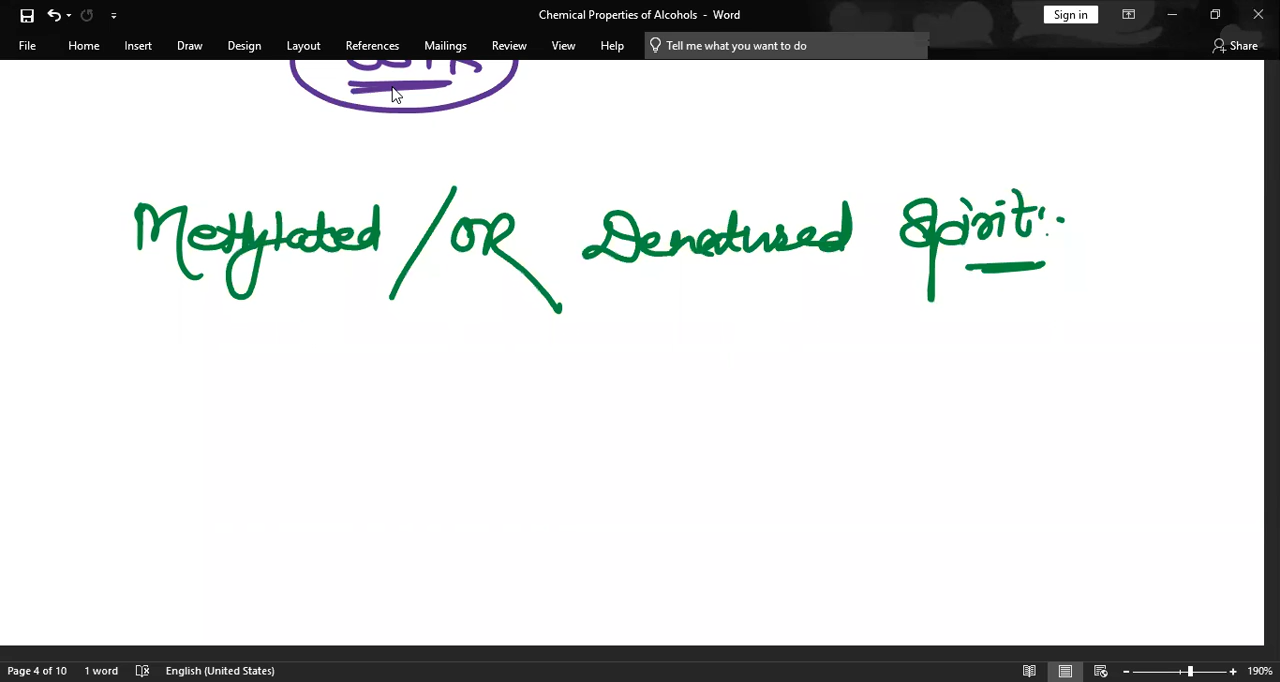 Chemical Properties of Alcohols - Word
Sign in
File Home Insert Draw Design Layout References Mailings Review View Help Tell me what you want to do Share
Methylated / OR Denatured Spirit:-
Page 4 of 10 1 word English (United States) 190%